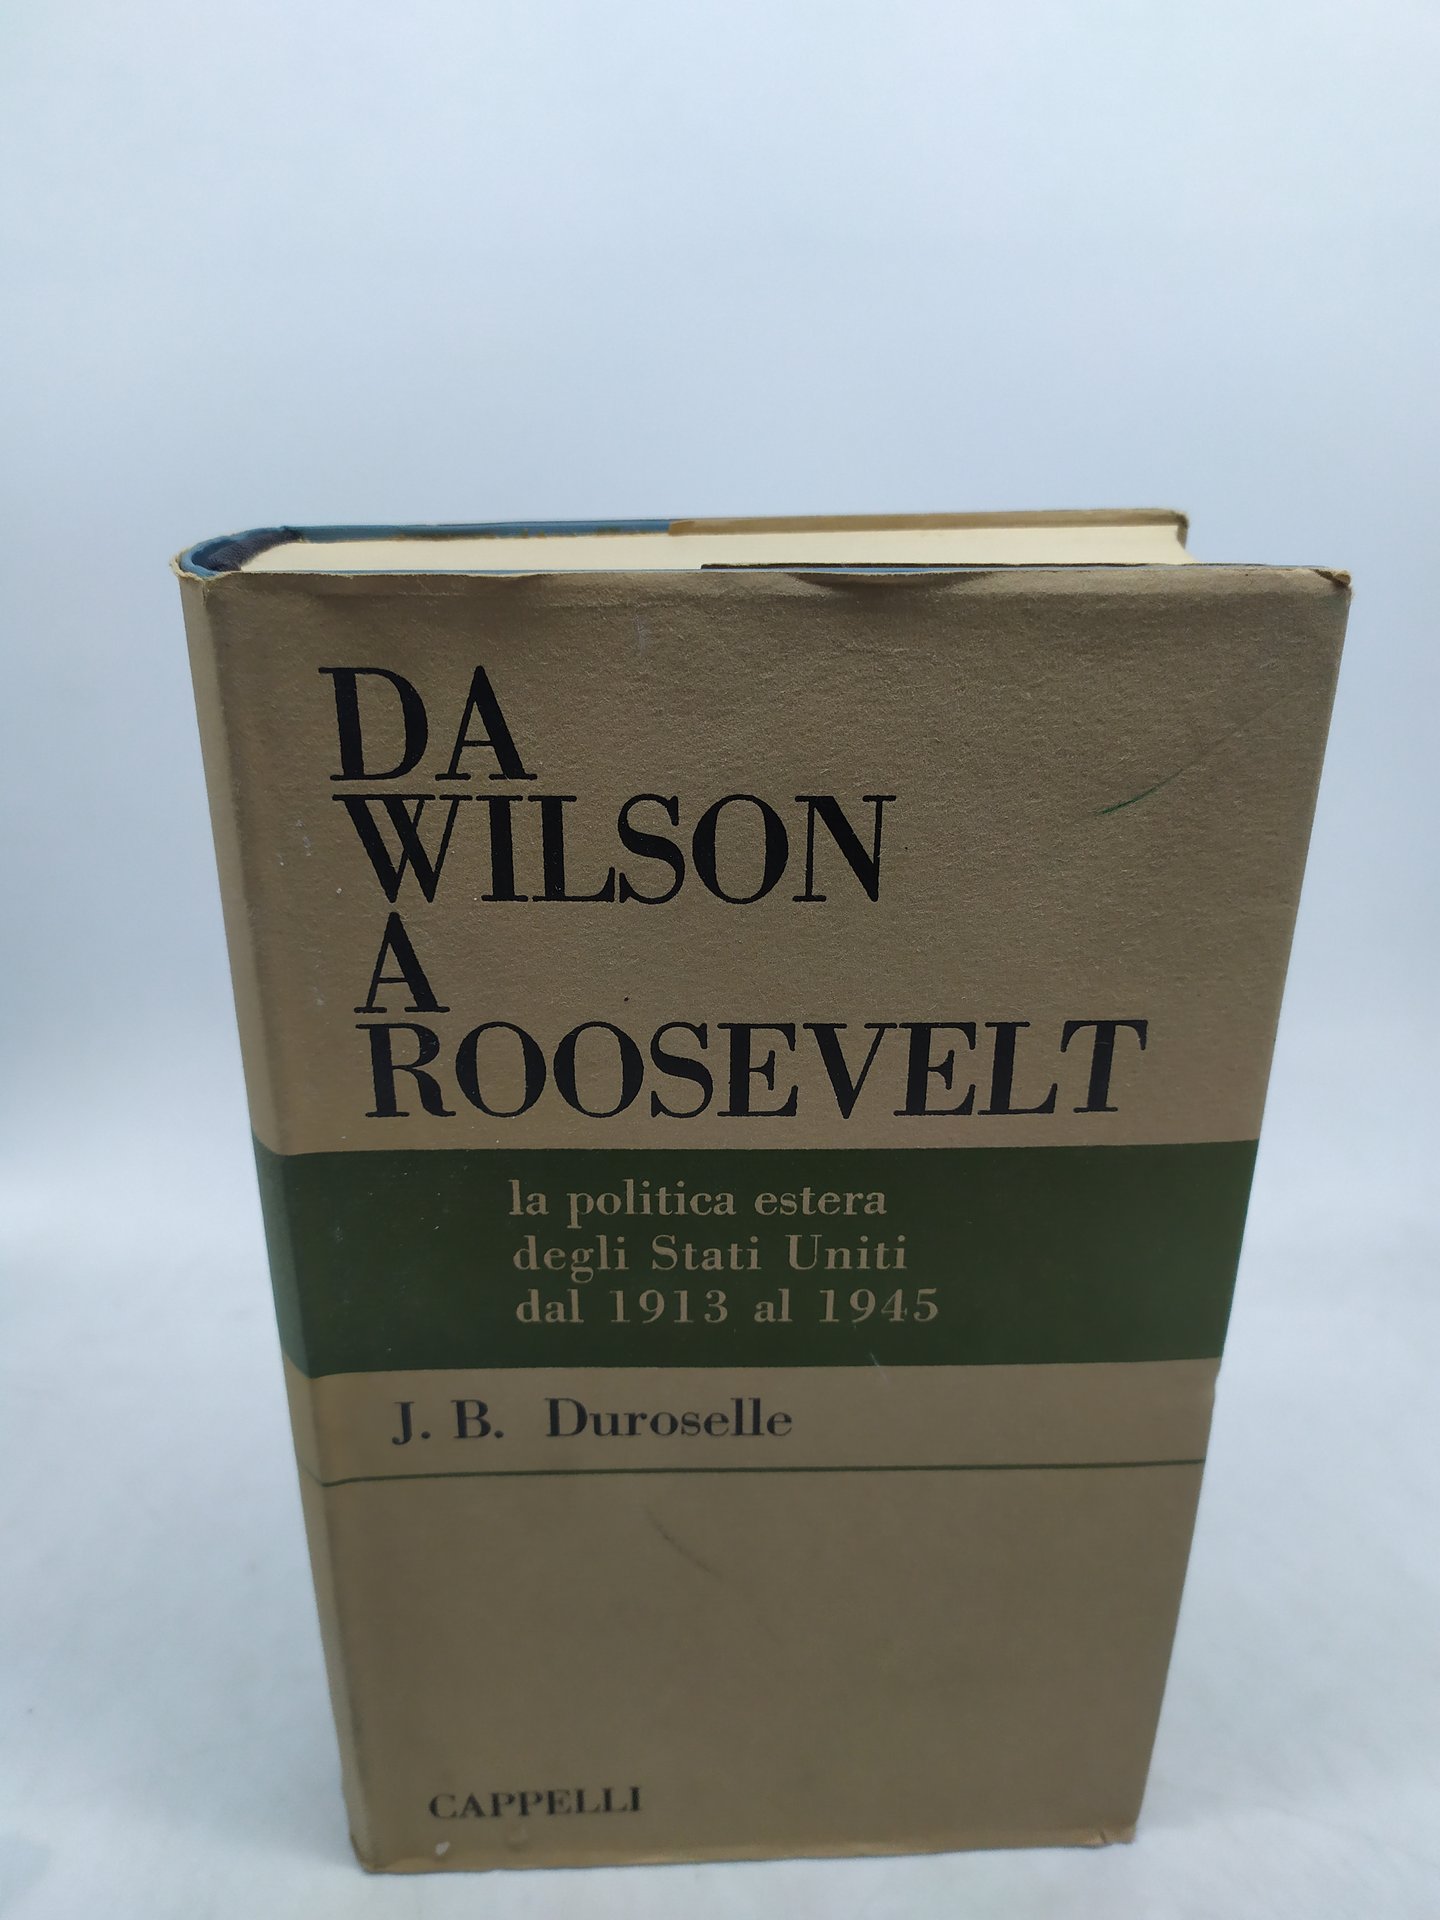 DA
WILSON
A
ROOSEVELT
la politica estera
degli Stati Uniti
dal 1913 al 1945
J. B. Duroselle
CAPPELLI